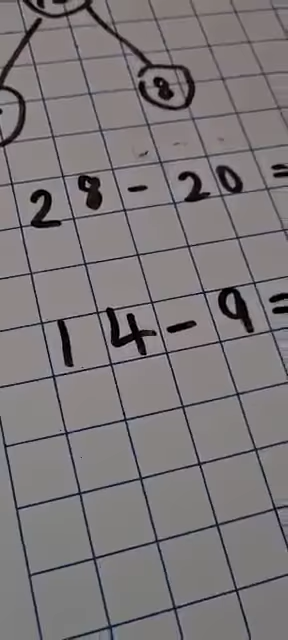 8
28 - 20 =
14 - 9 =